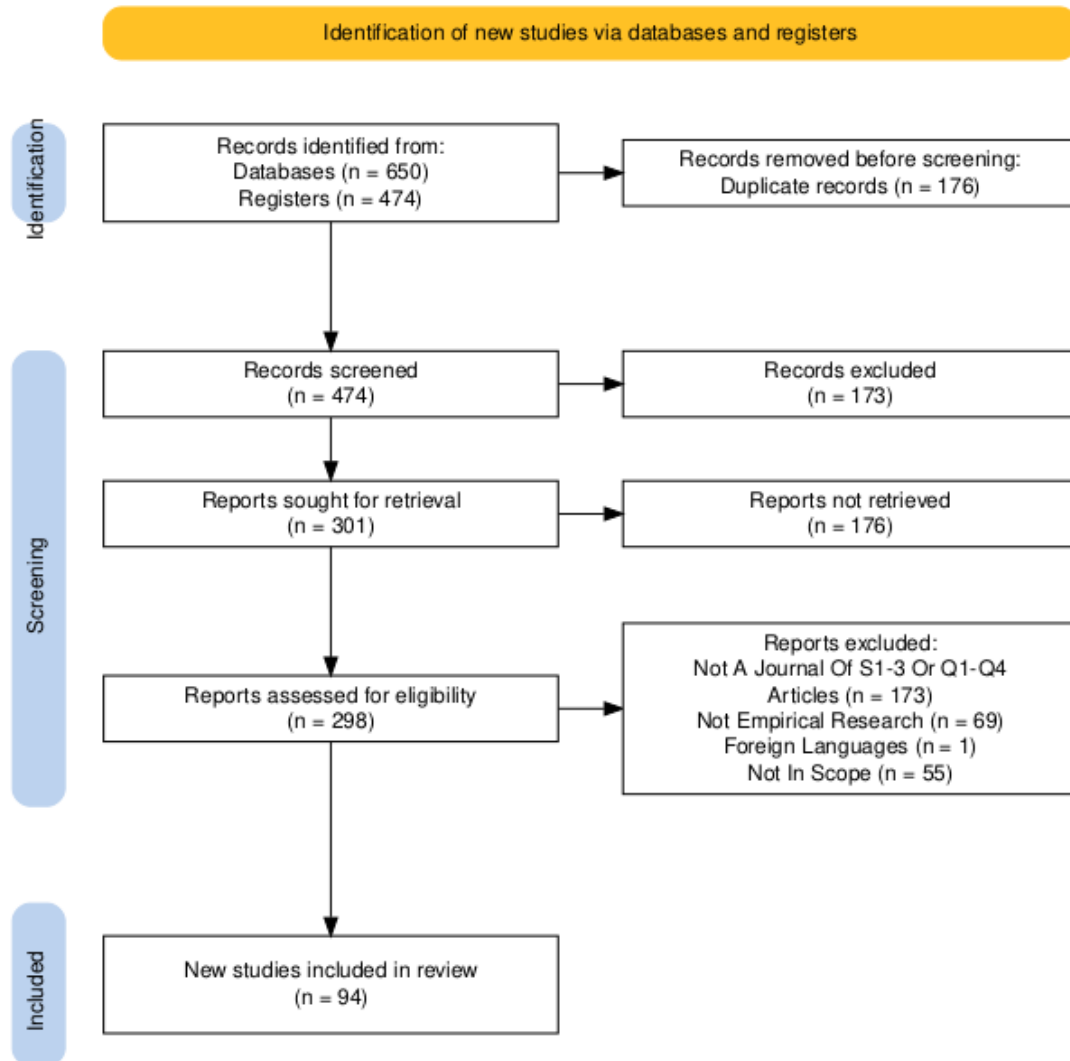 Identification of new studies via databases and registers
Identification
Records identified from:
Databases (n = 650)
Registers (n = 474)
Records removed before screening:
Duplicate records (n = 176)
Screening
Records screened
(n = 474)
Records excluded
(n = 173)
Reports sought for retrieval
(n = 301)
Reports not retrieved
(n = 176)
Reports assessed for eligibility
(n = 298)
Reports excluded:
Not A Journal Of S1-3 Or Q1-Q4
Articles (n = 173)
Not Empirical Research (n = 69)
Foreign Languages (n = 1)
Not In Scope (n = 55)
Included
New studies included in review
(n = 94)